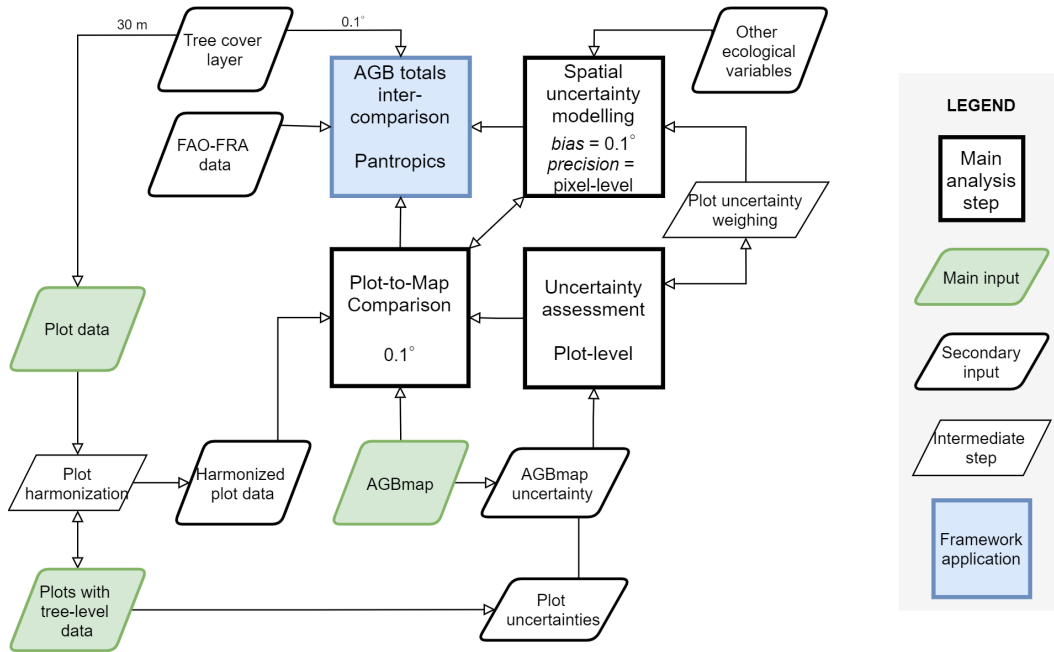 30 m
0.1°
Tree cover
layer
AGB totals
inter-
comparison
Pantropics
Spatial
uncertainty
modelling
bias = 0.1°
precision =
pixel-level
Other
ecological
variables
FAO-FRA
data
Plot uncertainty
weighing
Plot data
Plot-to-Map
Comparison
0.1°
Uncertainty
assessment
Plot-level
Plot
harmonization
Harmonized
plot data
AGBmap
AGBmap
uncertainty
Plots with
tree-level
data
Plot
uncertainties
LEGEND
Main
analysis
step
Main input
Secondary
input
Intermediate
step
Framework
application